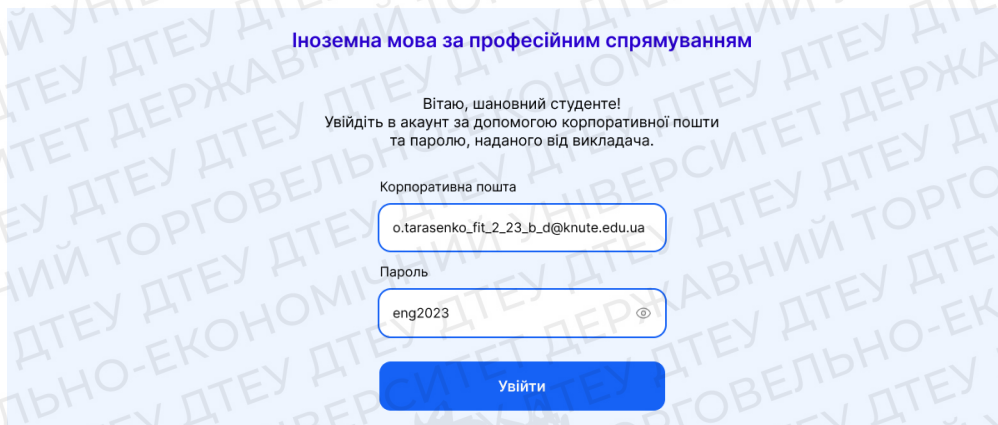 Іноземна мова за професійним спрямуванням
Вітаю, шановний студенте!
Увійдіть в акаунт за допомогою корпоративної пошти
та паролю, наданого від викладача.
Корпоративна пошта
o.tarasenko_fit_2_23_b_d@knute.edu.ua
Пароль
eng2023
Увійти